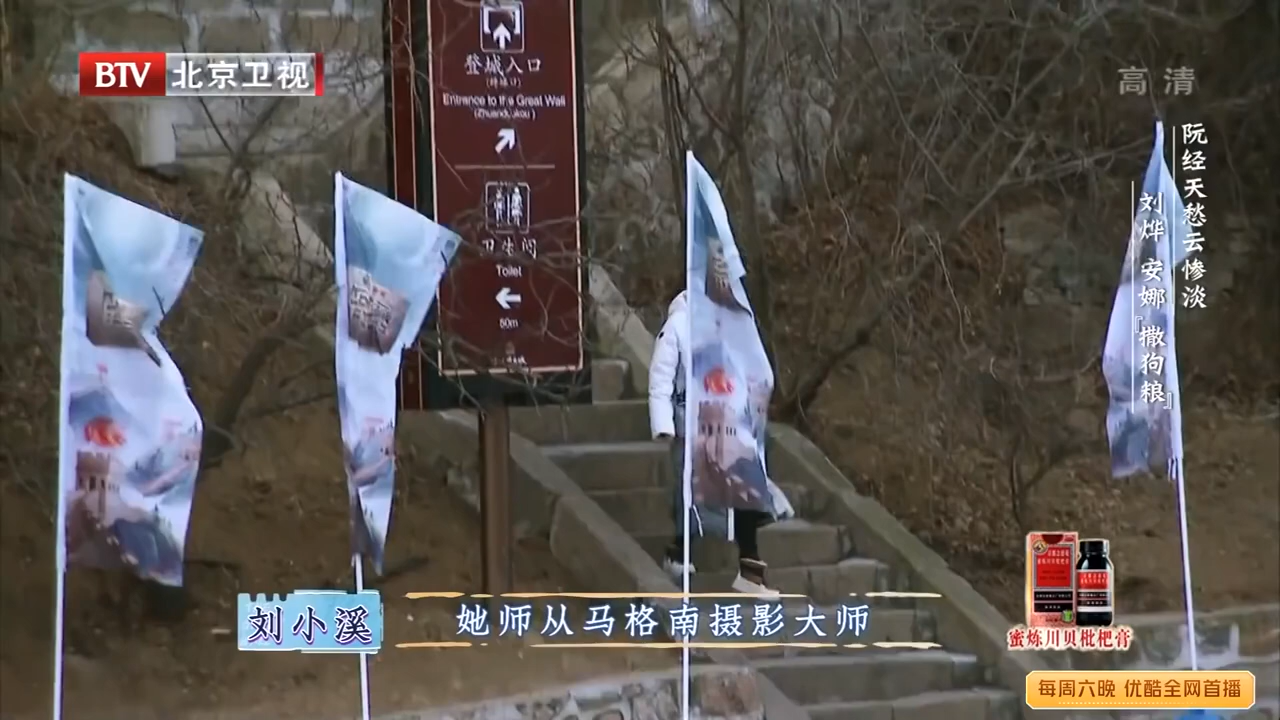 BTV 北京卫视
高清
登城入口
Entrance to the Great Wall
卫生间
Toilet
50m
阮经天愁云惨淡
刘烨 安娜『撒狗粮』
刘小溪
她师从马格南摄影大师
蜜炼川贝枇杷膏
每周六晚 优酷全网首播